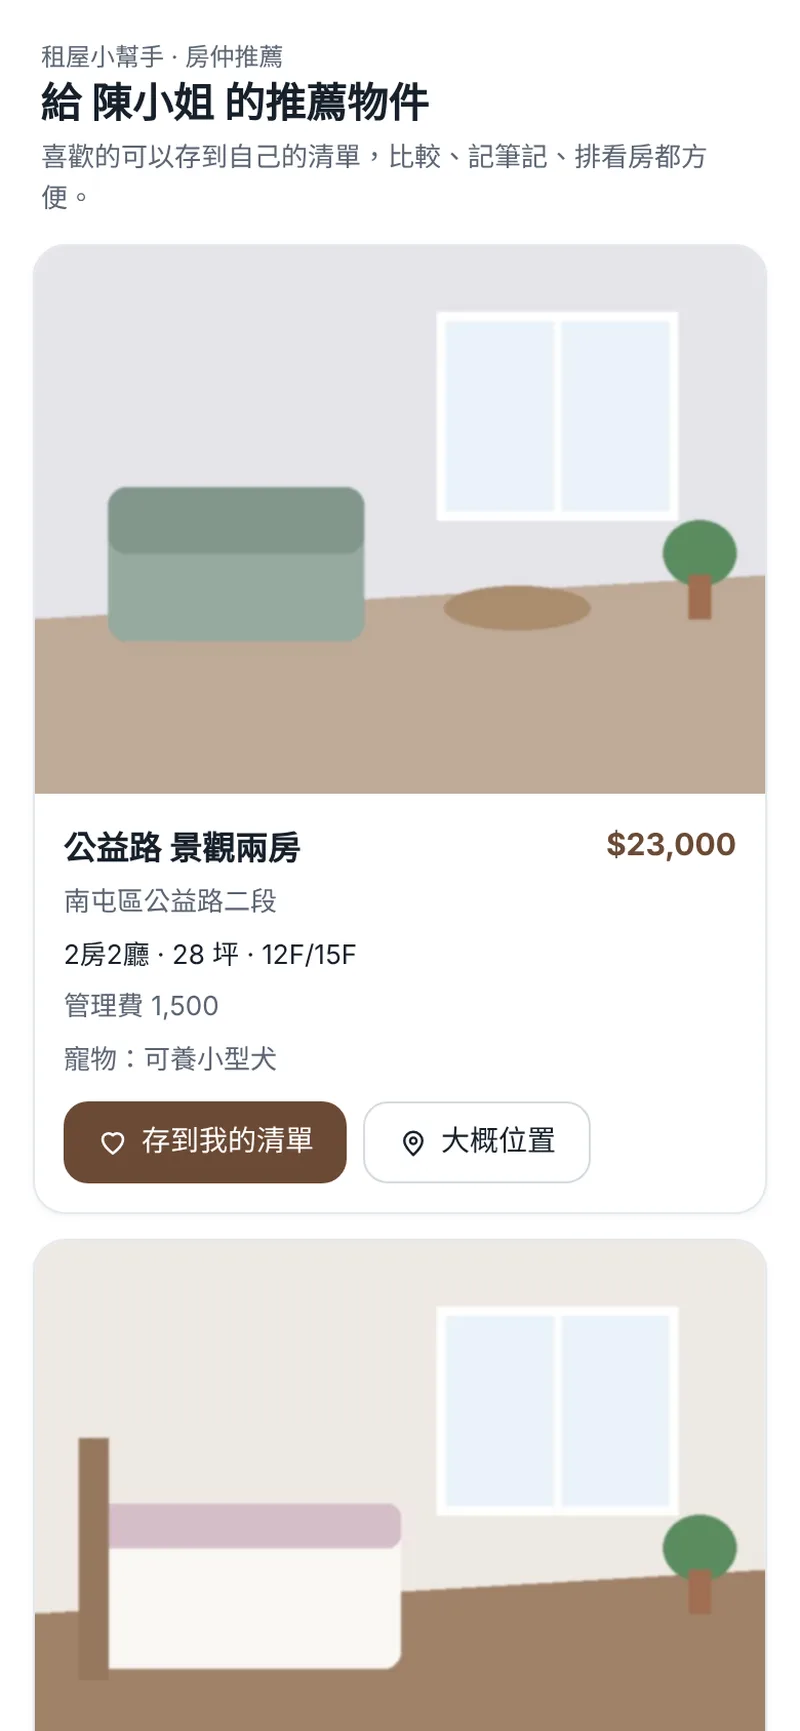 租屋小幫手 · 房仲推薦
給 陳小姐 的推薦物件
喜歡的可以存到自己的清單，比較、記筆記、排看房都方
便。
公益路 景觀兩房
$23,000
南屯區公益路二段
2房2廳 · 28 坪 · 12F/15F
管理費 1,500
寵物：可養小型犬
存到我的清單
大概位置